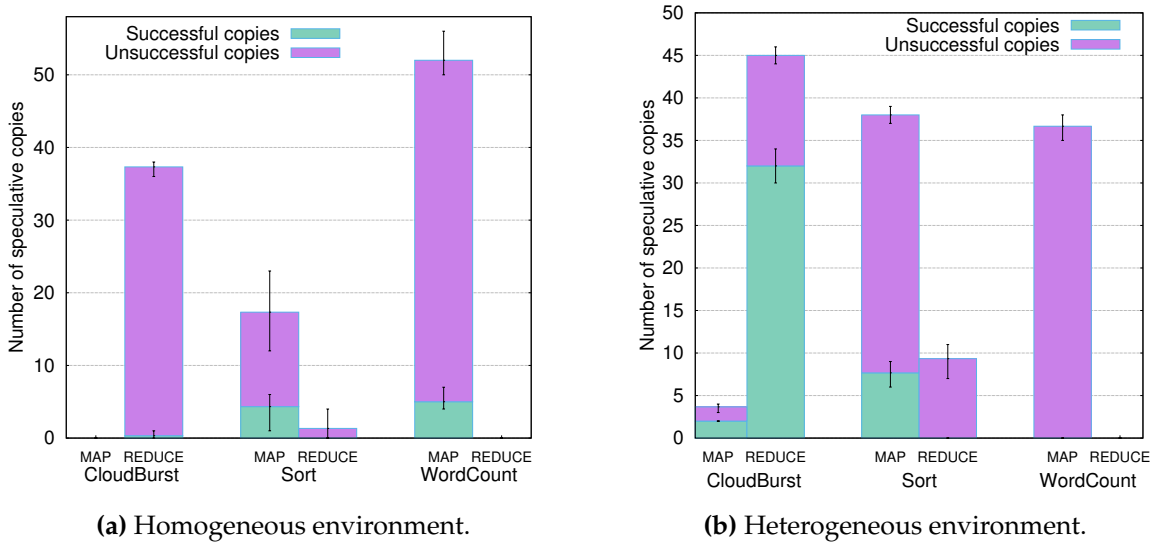 Successful copies
Unsuccessful copies
Number of speculative copies
50
40
30
20
10
0
MAP REDUCE MAP REDUCE MAP REDUCE
CloudBurst Sort WordCount
(a) Homogeneous environment.
Successful copies
Unsuccessful copies
Number of speculative copies
50
45
40
35
30
25
20
15
10
5
0
MAP REDUCE MAP REDUCE MAP REDUCE
CloudBurst Sort WordCount
(b) Heterogeneous environment.